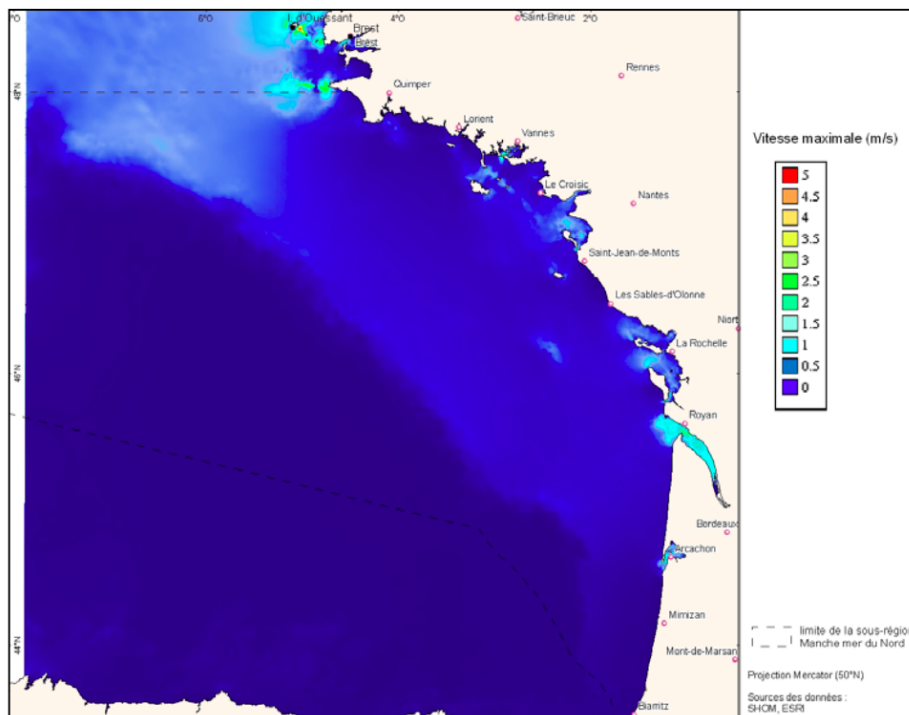 °O
6°O
4°O
2°O
I. d'Ouessant
Saint-Brieuc
Brest
Brest
Rennes
48°N
Quimper
Lorient
Vannes
Vitesse maximale (m/s)
5
4.5
4
3.5
3
2.5
2
1.5
1
0.5
0
Le Croisic
Nantes
Saint-Jean-de-Monts
Les Sables-d'Olonne
Niort
La Rochelle
46°N
Royan
Bordeaux
Arcachon
Mimizan
44°N
Mont-de-Marsan
Biarritz
limite de la sous-région
Manche mer du Nord
Projection Mercator (50°N)
Sources des données :
SHOM, ESRI